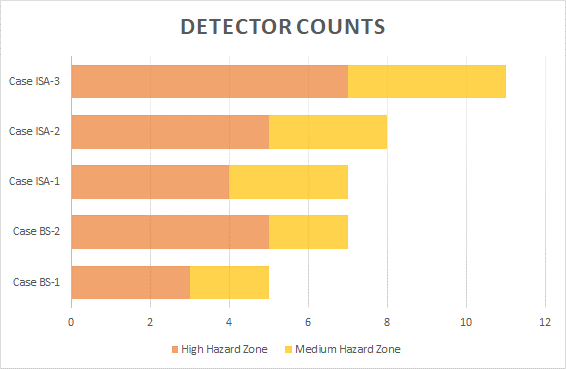 DETECTOR COUNTS
Case ISA-3
Case ISA-2
Case ISA-1
Case BS-2
Case BS-1
0 2 4 6 8 10 12
High Hazard Zone Medium Hazard Zone